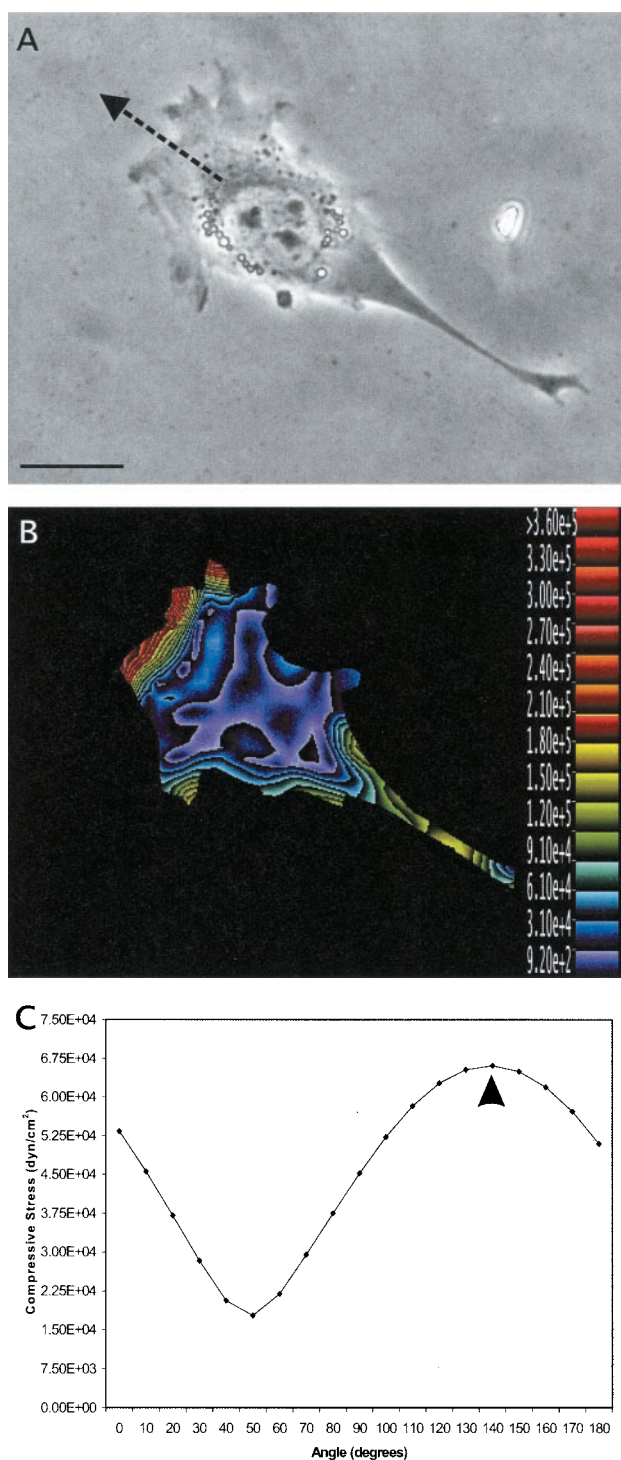 A
B
>3.60e+5
3.30e+5
3.00e+5
2.70e+5
2.40e+5
2.10e+5
1.80e+5
1.50e+5
1.20e+5
9.10e+4
6.10e+4
3.10e+4
9.20e+2
C
7.50E+04
6.75E+04
6.00E+04
5.25E+04
4.50E+04
3.75E+04
3.00E+04
2.25E+04
1.50E+04
7.50E+03
0.00E+00
Compressive Stress (dyn/cm²)
0 10 20 30 40 50 60 70 80 90 100 110 120 130 140 150 160 170 180
Angle (degrees)